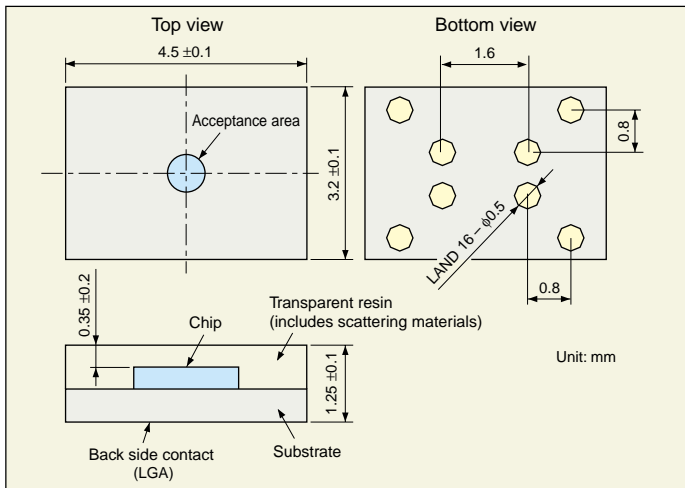 Top view
4.5 ±0.1
Acceptance area
3.2 ±0.1
Bottom view
1.6
0.8
LAND 16 – ϕ0.5
0.8
0.35 ±0.2
Chip
Transparent resin
(includes scattering materials)
1.25 ±0.1
Unit: mm
Back side contact
(LGA)
Substrate